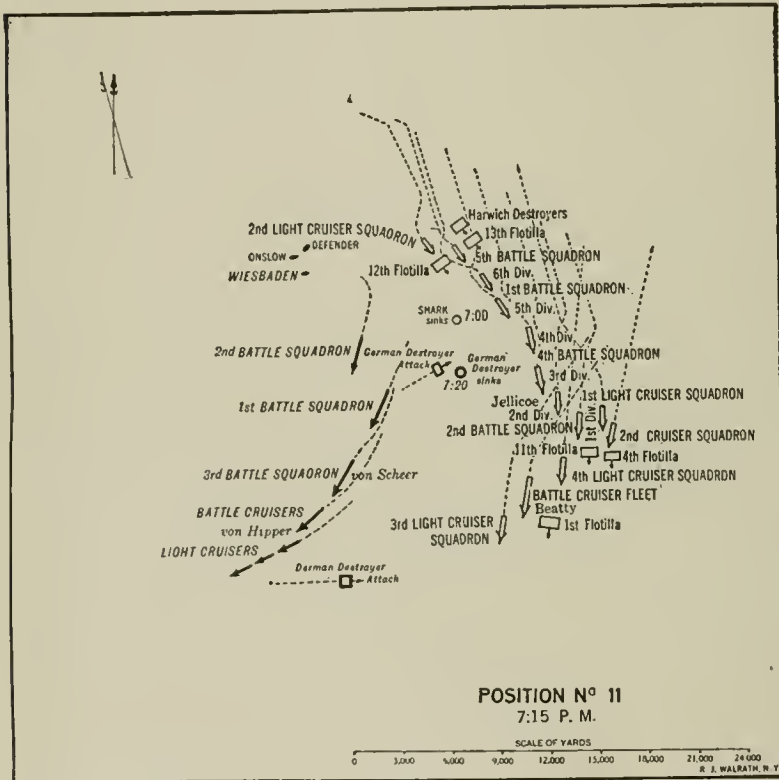 Harwich Destroyers
13th Flotilla
2nd LIGHT CRUISER SQUADRON
DEFENDER
ONSLOW
5th BATTLE SQUADRON
12th Flotilla
WIESBADEN
6th Div.
1st BATTLE SQUADRON
5th Div.
SHARK
sinks
7:00
4th Div.
2nd BATTLE SQUADRON
German Destroyer
Attack
German
Destroyer
sinks
7:20
4th BATTLE SQUADRON
3rd Div.
1st BATTLE SQUADRON
Jellicoe
1st LIGHT CRUISER SQUADRON
2nd Div.
1st Div.
2nd BATTLE SQUADRON
2nd CRUISER SQUADRON
11th Flotilla
4th Flotilla
3rd BATTLE SQUADRON von Scheer
4th LIGHT CRUISER SQUADRON
BATTLE CRUISERS
von Hipper
BATTLE CRUISER FLEET
Beatty
3rd LIGHT CRUISER
SQUADRON
1st Flotilla
LIGHT CRUISERS
German Destroyer
Attack
POSITION Nº 11
7:15 P. M.
SCALE OF YARDS
0 3,000 6,000 9,000 12,000 15,000 18,000 21,000 24,000
R. J. WALRATH, N. Y.